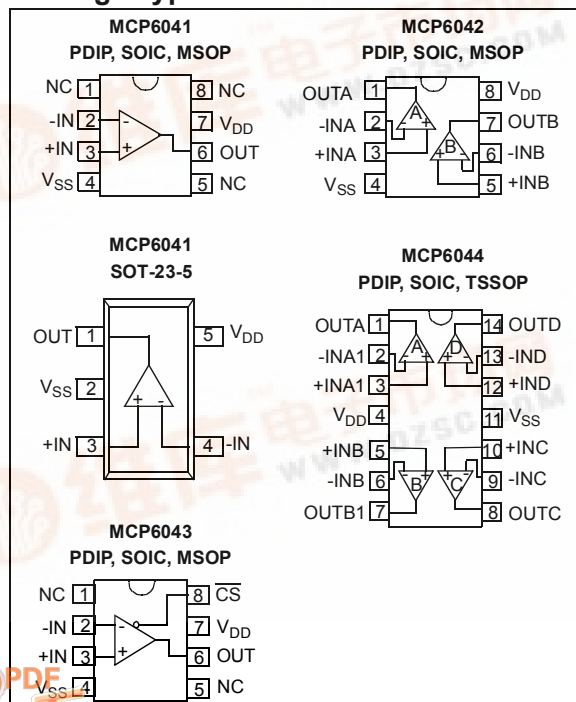 MCP6041
PDIP, SOIC, MSOP
NC 1
8 NC
-IN 2
7 VDD
+IN 3
6 OUT
VSS 4
5 NC
- +
MCP6042
PDIP, SOIC, MSOP
OUTA 1
8 VDD
-INA 2
7 OUTB
+INA 3
6 -INB
VSS 4
5 +INB
A
- +
B
+ -
MCP6041
SOT-23-5
OUT 1
5 VDD
VSS 2
+IN 3
4 -IN
+ -
MCP6044
PDIP, SOIC, TSSOP
OUTA 1
14 OUTD
-INA1 2
13 -IND
+INA1 3
12 +IND
VDD 4
11 VSS
+INB 5
10 +INC
-INB 6
9 -INC
OUTB1 7
8 OUTC
A
- +
D
+ -
B
- +
C
+ -
MCP6043
PDIP, SOIC, MSOP
NC 1
8 CS
-IN 2
7 VDD
+IN 3
6 OUT
VSS 4
5 NC
- +
PDF